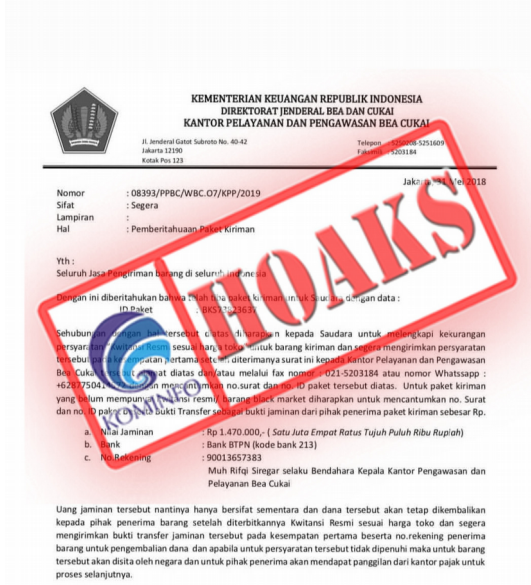 KEMENTERIAN KEUANGAN REPUBLIK INDONESIA
DIREKTORAT JENDERAL BEA DAN CUKAI
KANTOR PELAYANAN DAN PENGAWASAN BEA CUKAI
Jl. Jenderal Gatot Subroto No. 40-42
Jakarta 12190
Kotak Pos 123
Telepon : 5250208-5251609
: 5203184
31 Mei 2018
Nomor : 08393/PPBC/WBC.O7/KPP/2019
Sifat : Segera
Lampiran :
Hal : Pemberitahuaan Paket Kiriman
Yth :
Seluruh Jasa Pengiriman barang di seluruh Indonesia
Dengan ini diberitahukan bahwa telah tiba paket kiriman untuk Saudara dengan data :
ID Paket :
HOAKS
KOMINFO
Sehubungan dengan hal tersebut diatas diharapkan kepada Saudara untuk melengkapi kekurangan
persyaratan Kwitansi Resmi sesuai harga toko untuk barang kiriman dan segera mengirimkan persyaratan
tersebut pada kesempatan pertama setelah diterimanya surat ini kepada Kantor Pelayanan dan Pengawasan
Bea Cukai diatas dan/atau melalui fax nomor : 021-5203184 atau nomor Whatssapp :
+628775041 mencantumkan no.surat dan no.ID paket tersebut diatas. Untuk paket kiriman
yang belum mempunyai kwitansi resmi/ barang black market diharapkan untuk mencantumkan no. Surat
dan no. ID paket Bukti Transfer sebagai bukti jaminan dari pihak penerima paket kiriman sebesar Rp.
a. Nilai Jaminan : Rp 1.470.000,- ( Satu Juta Empat Ratus Tujuh Puluh Ribu Rupiah)
b. Bank : Bank BTPN (kode bank 213)
c. No.Rekening : 90013657383
Muh Rifqi Siregar selaku Bendahara Kepala Kantor Pengawasan dan
Pelayanan Bea Cukai
Uang jaminan tersebut nantinya hanya bersifat sementara dan dana tersebut akan tetap dikembalikan
kepada pihak penerima barang setelah diterbitkannya Kwitansi Resmi sesuai harga toko dan segera
mengirimkan bukti transfer jaminan tersebut pada kesempatan pertama beserta no.rekening penerima
barang untuk pengembalian dana dan apabila untuk persyaratan tersebut tidak dipenuhi maka untuk barang
tersebut akan disita oleh negara dan untuk pihak penerima akan mendapat panggilan dari kantor pajak untuk
proses selanjutnya.